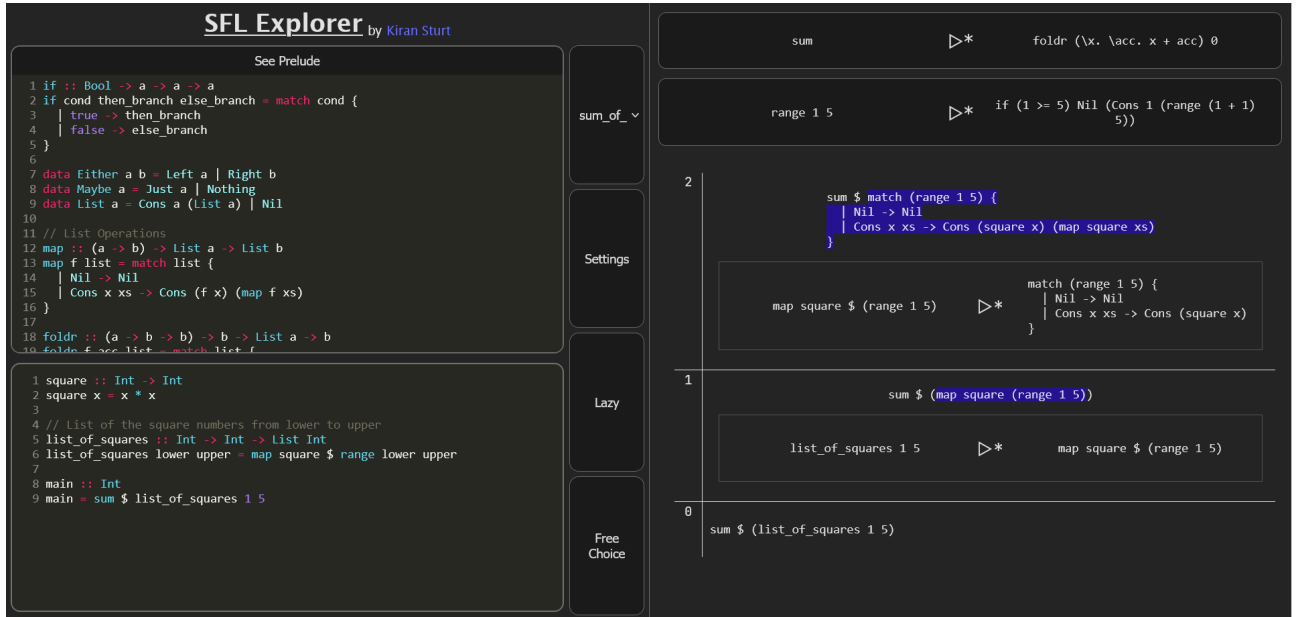 SFL Explorer by Kiran Sturt
See Prelude
1 if :: Bool -> a -> a -> a
2 if cond then_branch else_branch = match cond {
3   | true -> then_branch
4   | false -> else_branch
5 }
6
7 data Either a b = Left a | Right b
8 data Maybe a = Just a | Nothing
9 data List a = Cons a (List a) | Nil
10
11 // List Operations
12 map :: (a -> b) -> List a -> List b
13 map f list = match list {
14   | Nil -> Nil
15   | Cons x xs -> Cons (f x) (map f xs)
16 }
17
18 foldr :: (a -> b -> b) -> b -> List a -> b
19 foldr f acc list = match list {
1 square :: Int -> Int
2 square x = x * x
3
4 // List of the square numbers from lower to upper
5 list_of_squares :: Int -> Int -> List Int
6 list_of_squares lower upper = map square $ range lower upper
7
8 main :: Int
9 main = sum $ list_of_squares 1 5
sum_of_
Settings
Lazy
Free
Choice
sum ▷* foldr (\x. \acc. x + acc) 0
range 1 5 ▷* if (1 >= 5) Nil (Cons 1 (range (1 + 1)
5))
2
sum $ match (range 1 5) {
  | Nil -> Nil
  | Cons x xs -> Cons (square x) (map square xs)
}
map square $ (range 1 5) ▷* match (range 1 5) {
  | Nil -> Nil
  | Cons x xs -> Cons (square x)
}
1
sum $ (map square (range 1 5))
list_of_squares 1 5 ▷* map square $ (range 1 5)
0
sum $ (list_of_squares 1 5)